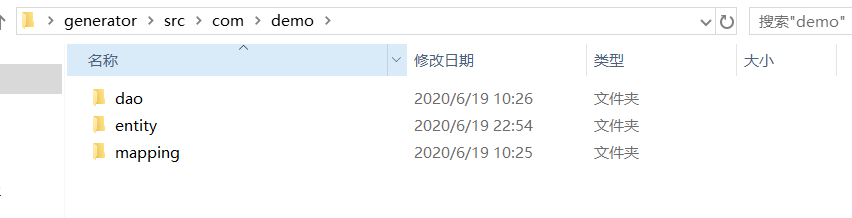 generator > src > com > demo >
搜索"demo"
名称 修改日期 类型 大小
dao 2020/6/19 10:26 文件夹
entity 2020/6/19 22:54 文件夹
mapping 2020/6/19 10:25 文件夹